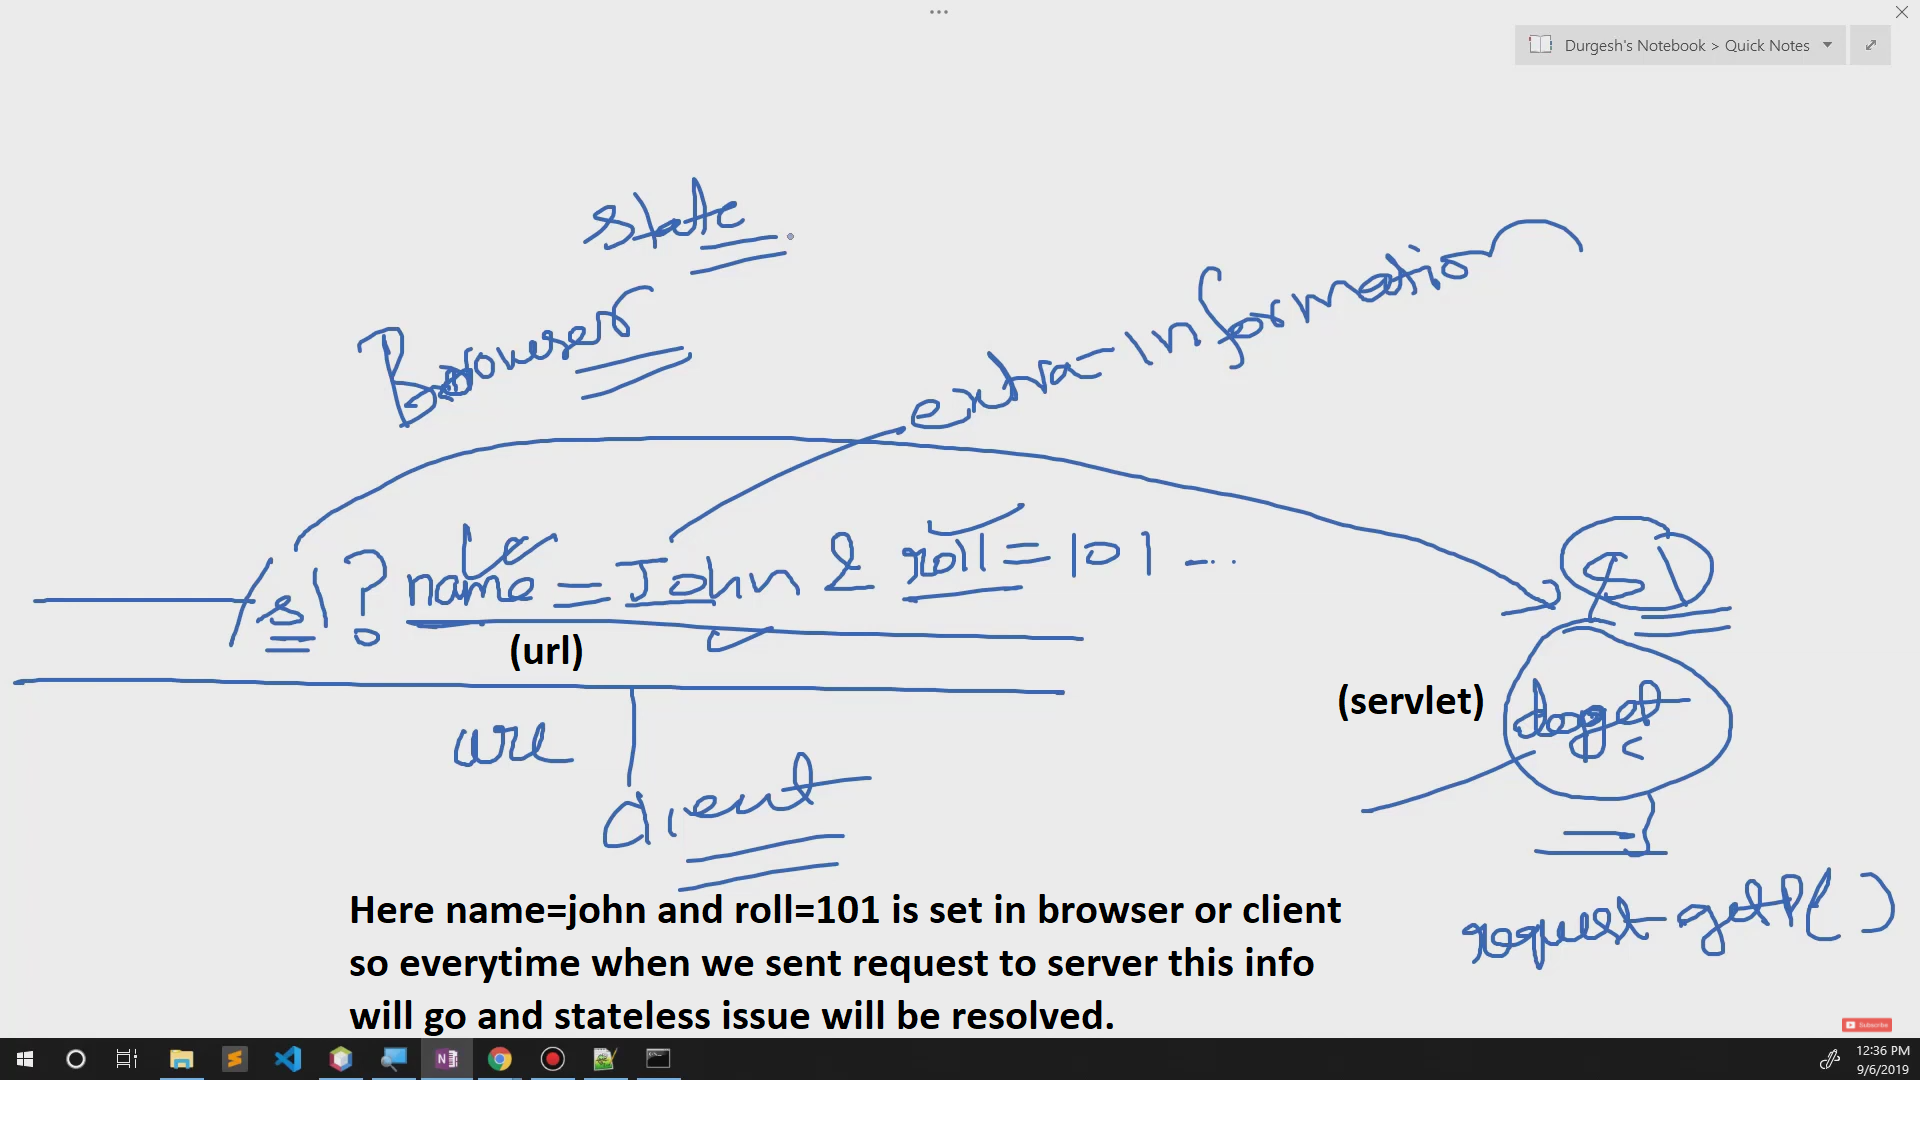 Durgesh's Notebook > Quick Notes
state
Browser
extra-information
/s1? name = John & roll = 101 ...
S1
(url)
(servlet)
doget
url
client
Here name=john and roll=101 is set in browser or client
so everytime when we sent request to server this info
will go and stateless issue will be resolved.
request.getP( )
Subscribe
12:36 PM
9/6/2019